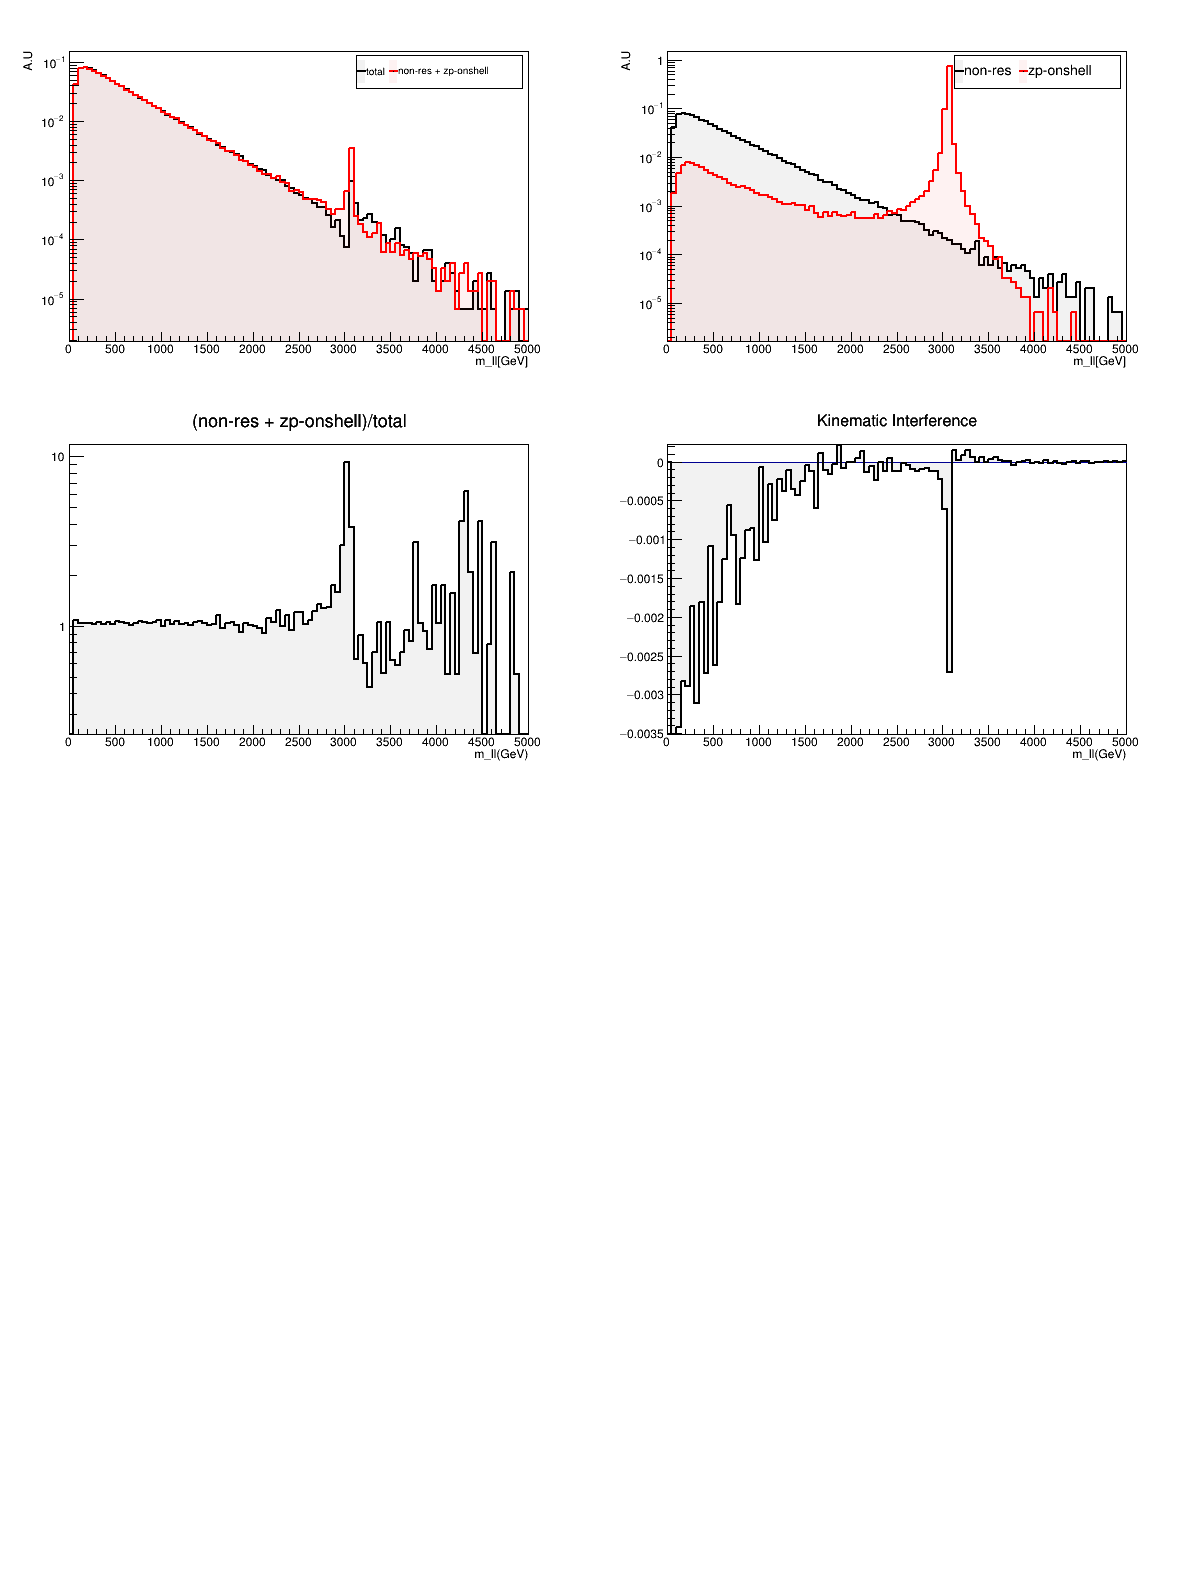 A.U
total non-res + zp-onshell
10⁻¹
10⁻²
10⁻³
10⁻⁴
10⁻⁵
0 500 1000 1500 2000 2500 3000 3500 4000 4500 5000
m_ll[GeV]
A.U
non-res zp-onshell
1
10⁻¹
10⁻²
10⁻³
10⁻⁴
10⁻⁵
0 500 1000 1500 2000 2500 3000 3500 4000 4500 5000
m_ll[GeV]
(non-res + zp-onshell)/total
10
1
0 500 1000 1500 2000 2500 3000 3500 4000 4500 5000
m_ll(GeV)
Kinematic Interference
0
−0.0005
−0.001
−0.0015
−0.002
−0.0025
−0.003
−0.0035
0 500 1000 1500 2000 2500 3000 3500 4000 4500 5000
m_ll(GeV)